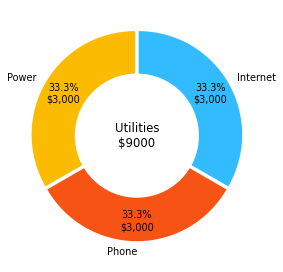 Power
33.3%
$3,000
33.3%
$3,000
Internet
Utilities
$9000
33.3%
$3,000
Phone